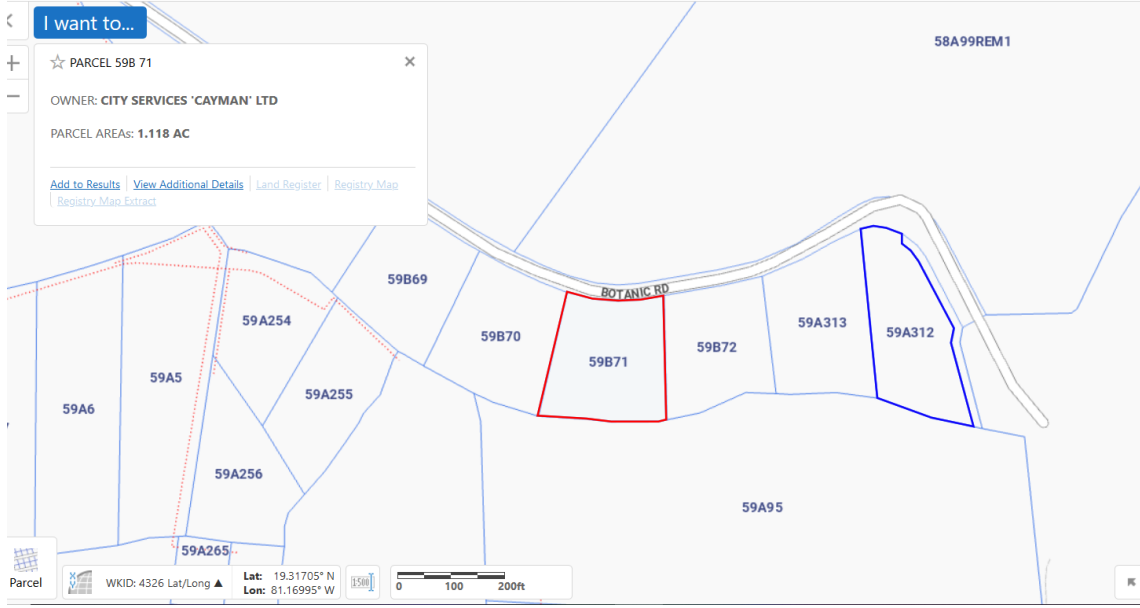 I want to...
58A99REM1
PARCEL 59B 71
OWNER: CITY SERVICES 'CAYMAN' LTD
PARCEL AREAs: 1.118 AC
Add to Results View Additional Details Land Register Registry Map
Registry Map Extract
59B69
BOTANIC RD
59A254
59A313
59B70
59A312
59B72
59B71
59A5
59A255
59A6
59A256
59A95
59A265
Parcel
WKID: 4326 Lat/Long
Lat: 19.31705° N
Lon: 81.16995° W
1:500
0 100 200ft